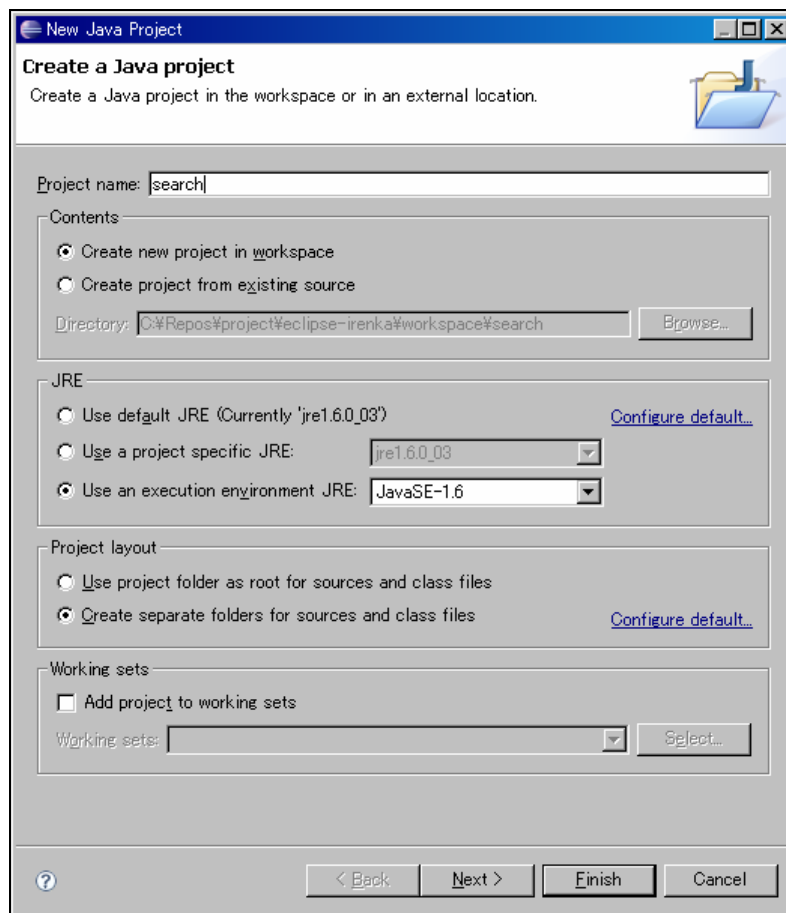 New Java Project
Create a Java project
Create a Java project in the workspace or in an external location.
Project name: search
Contents
Create new project in workspace
Create project from existing source
Directory: C:¥Repos¥project¥eclipse-irenka¥workspace¥search Browse...
JRE
Use default JRE (Currently 'jre1.6.0_03') Configure default...
Use a project specific JRE: jre1.6.0_03
Use an execution environment JRE: JavaSE-1.6
Project layout
Use project folder as root for sources and class files
Create separate folders for sources and class files Configure default...
Working sets
Add project to working sets
Working sets: Select...
? < Back Next > Finish Cancel